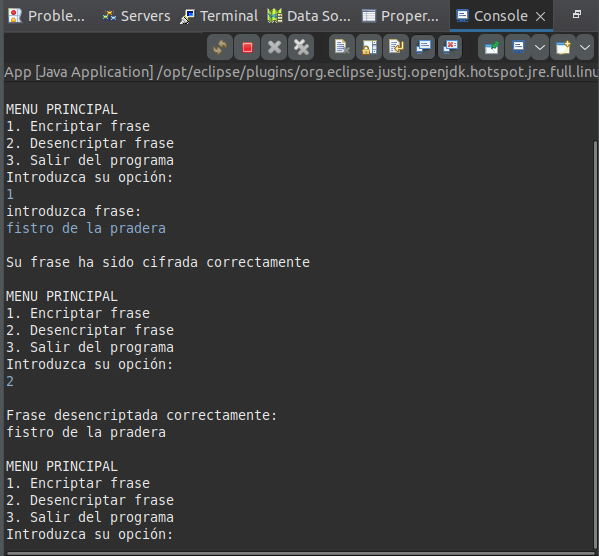 Proble... Servers Terminal Data So... Proper... Console
App [Java Application] /opt/eclipse/plugins/org.eclipse.justj.openjdk.hotspot.jre.full.linu
MENU PRINCIPAL
1. Encriptar frase
2. Desencriptar frase
3. Salir del programa
Introduzca su opción:
1
introduzca frase:
fistro de la pradera
Su frase ha sido cifrada correctamente
MENU PRINCIPAL
1. Encriptar frase
2. Desencriptar frase
3. Salir del programa
Introduzca su opción:
2
Frase desencriptada correctamente:
fistro de la pradera
MENU PRINCIPAL
1. Encriptar frase
2. Desencriptar frase
3. Salir del programa
Introduzca su opción: